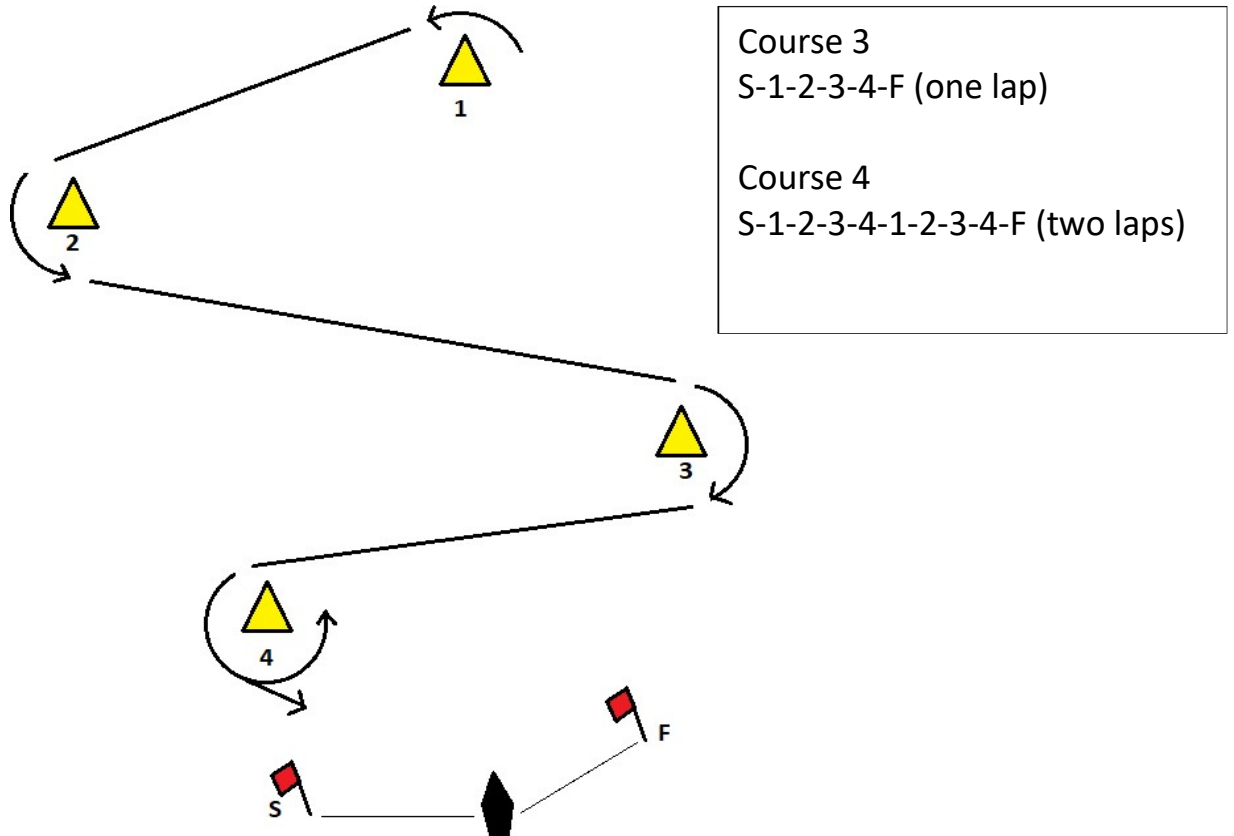 1
2
3
4
S
F
Course 3
S-1-2-3-4-F (one lap)
Course 4
S-1-2-3-4-1-2-3-4-F (two laps)